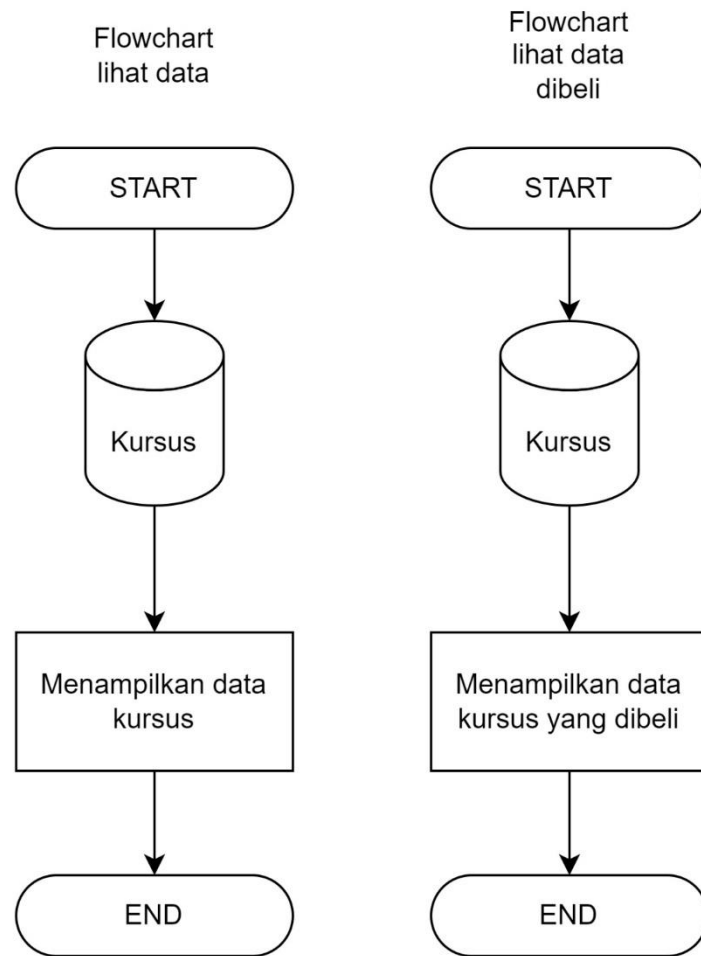 Flowchart
lihat data
START
Kursus
Menampilkan data
kursus
END
Flowchart
lihat data
dibeli
START
Kursus
Menampilkan data
kursus yang dibeli
END